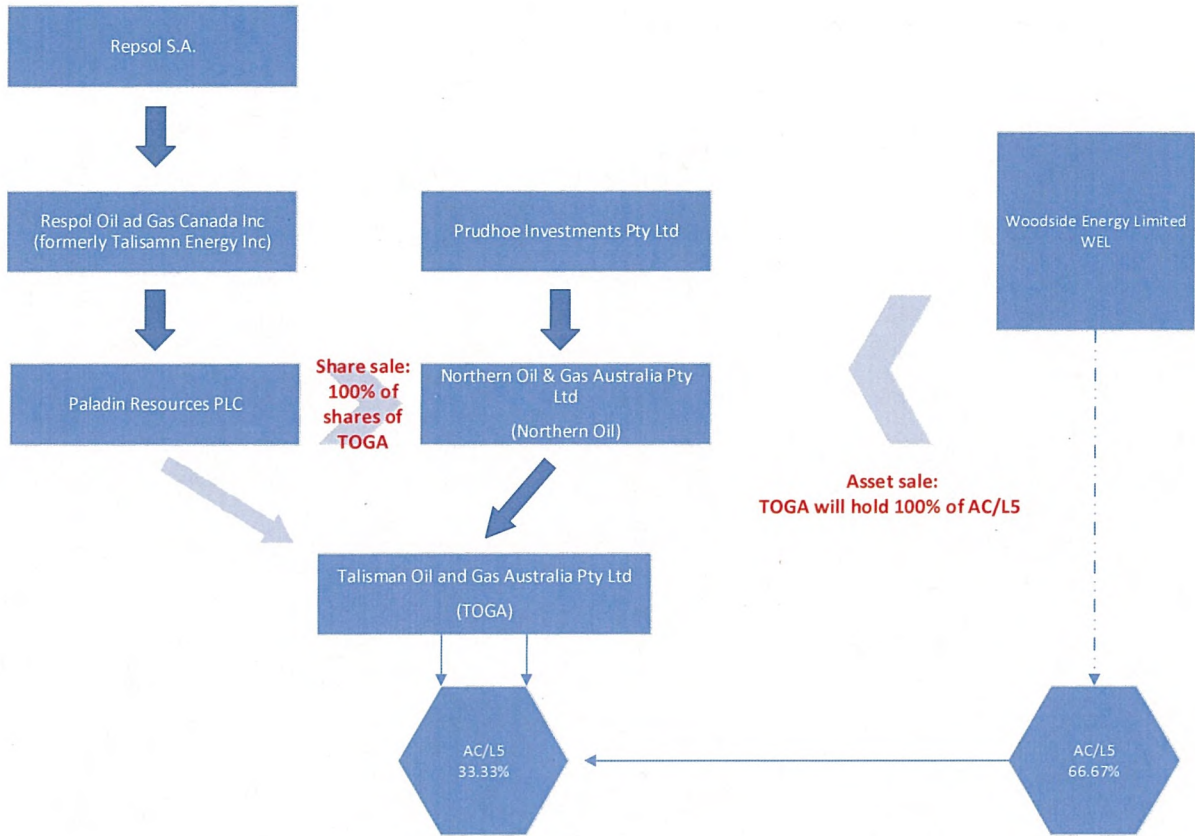 Repsol S.A.
Respol Oil ad Gas Canada Inc
(formerly Talisamn Energy Inc)
Prudhoe Investments Pty Ltd
Woodside Energy Limited
WEL
Paladin Resources PLC
Share sale:
100% of
shares of
TOGA
Northern Oil & Gas Australia Pty
Ltd
(Northern Oil)
Asset sale:
TOGA will hold 100% of AC/L5
Talisman Oil and Gas Australia Pty Ltd
(TOGA)
AC/L5
33.33%
AC/L5
66.67%